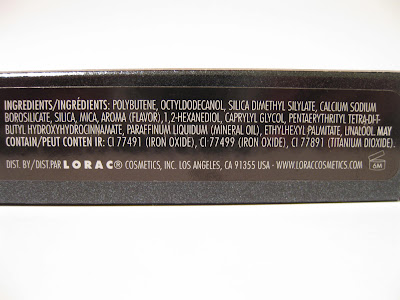 INGREDIENTS/INGRÉDIENTS: POLYBUTENE, OCTYLDODECANOL, SILICA DIMETHYL SILYLATE, CALCIUM SODIUM
BOROSILICATE, SILICA, MICA, AROMA (FLAVOR),1,2-HEXANEDIOL, CAPRYLYL GLYCOL, PENTAERYTHRITYL TETRA-DI-T-
BUTYL HYDROXYHYDROCINNAMATE, PARAFFINUM LIQUIDUM (MINERAL OIL), ETHYLHEXYL PALMITATE, LINALOOL. MAY
CONTAIN/PEUT CONTEN IR: CI 77491 (IRON OXIDE), CI 77499 (IRON OXIDE), CI 77891 (TITANIUM DIOXIDE).
DIST. BY/DIST.PAR LORAC® COSMETICS, INC. LOS ANGELES, CA 91355 USA - WWW.LORACCOSMETICS.COM
6M